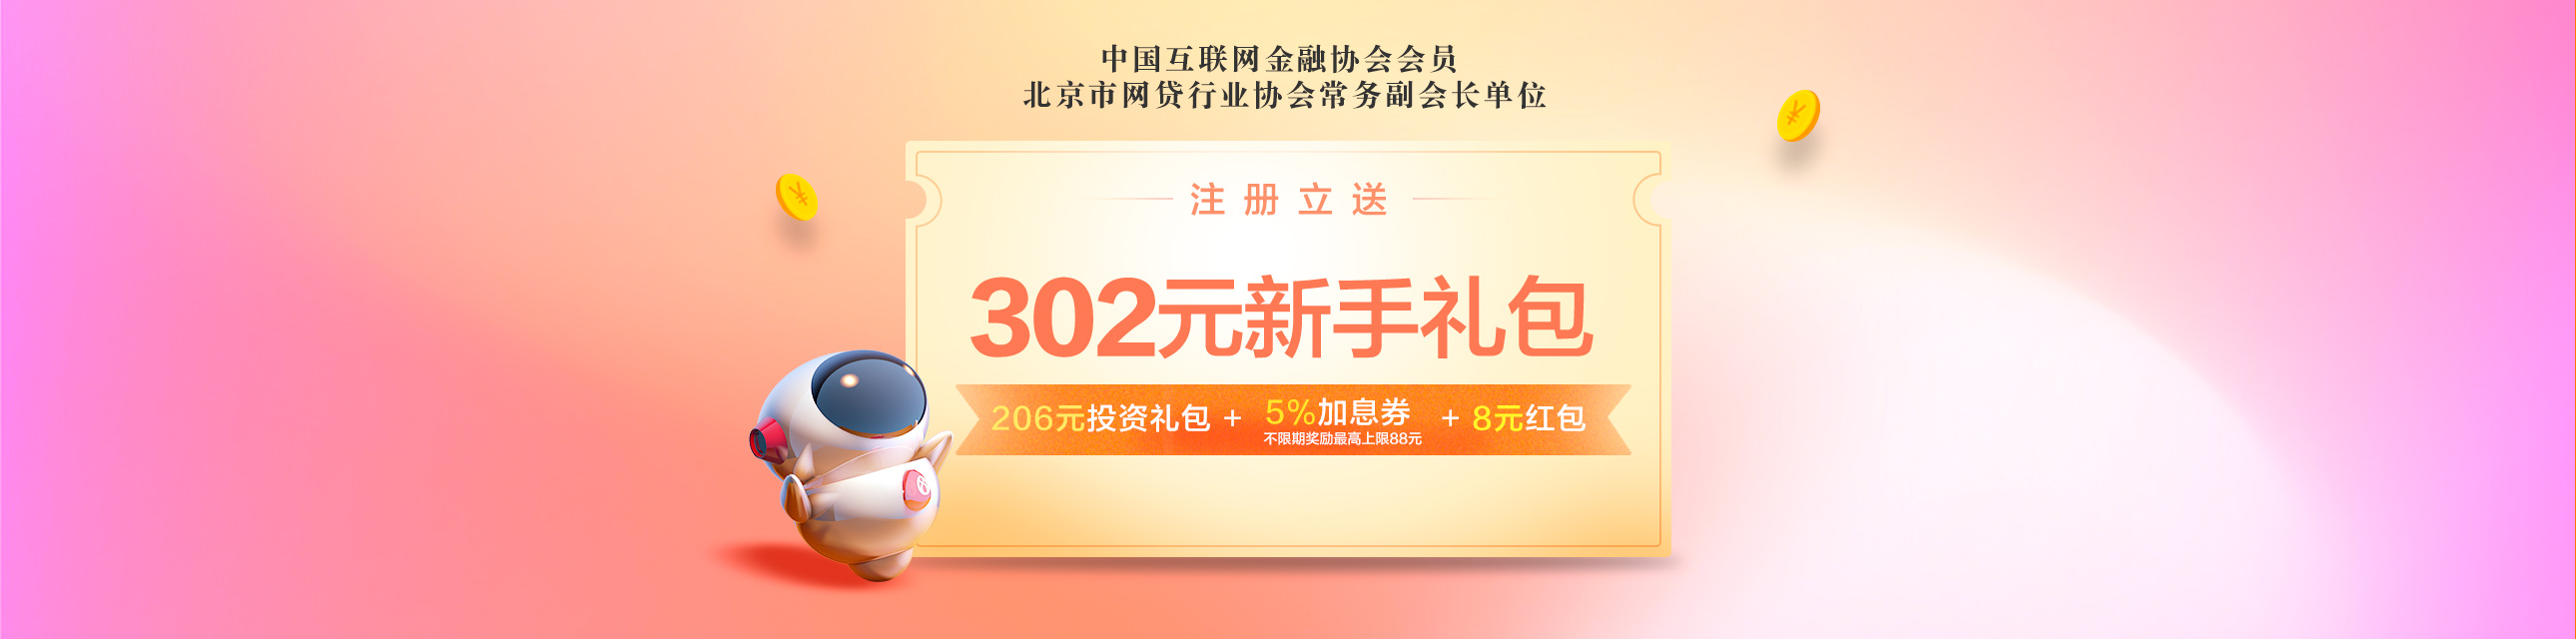 中国互联网金融协会会员
北京市网贷行业协会常务副会长单位
注册立送
302元新手礼包
206元投资礼包 + 5%加息券 + 8元红包
不限期奖励最高上限88元